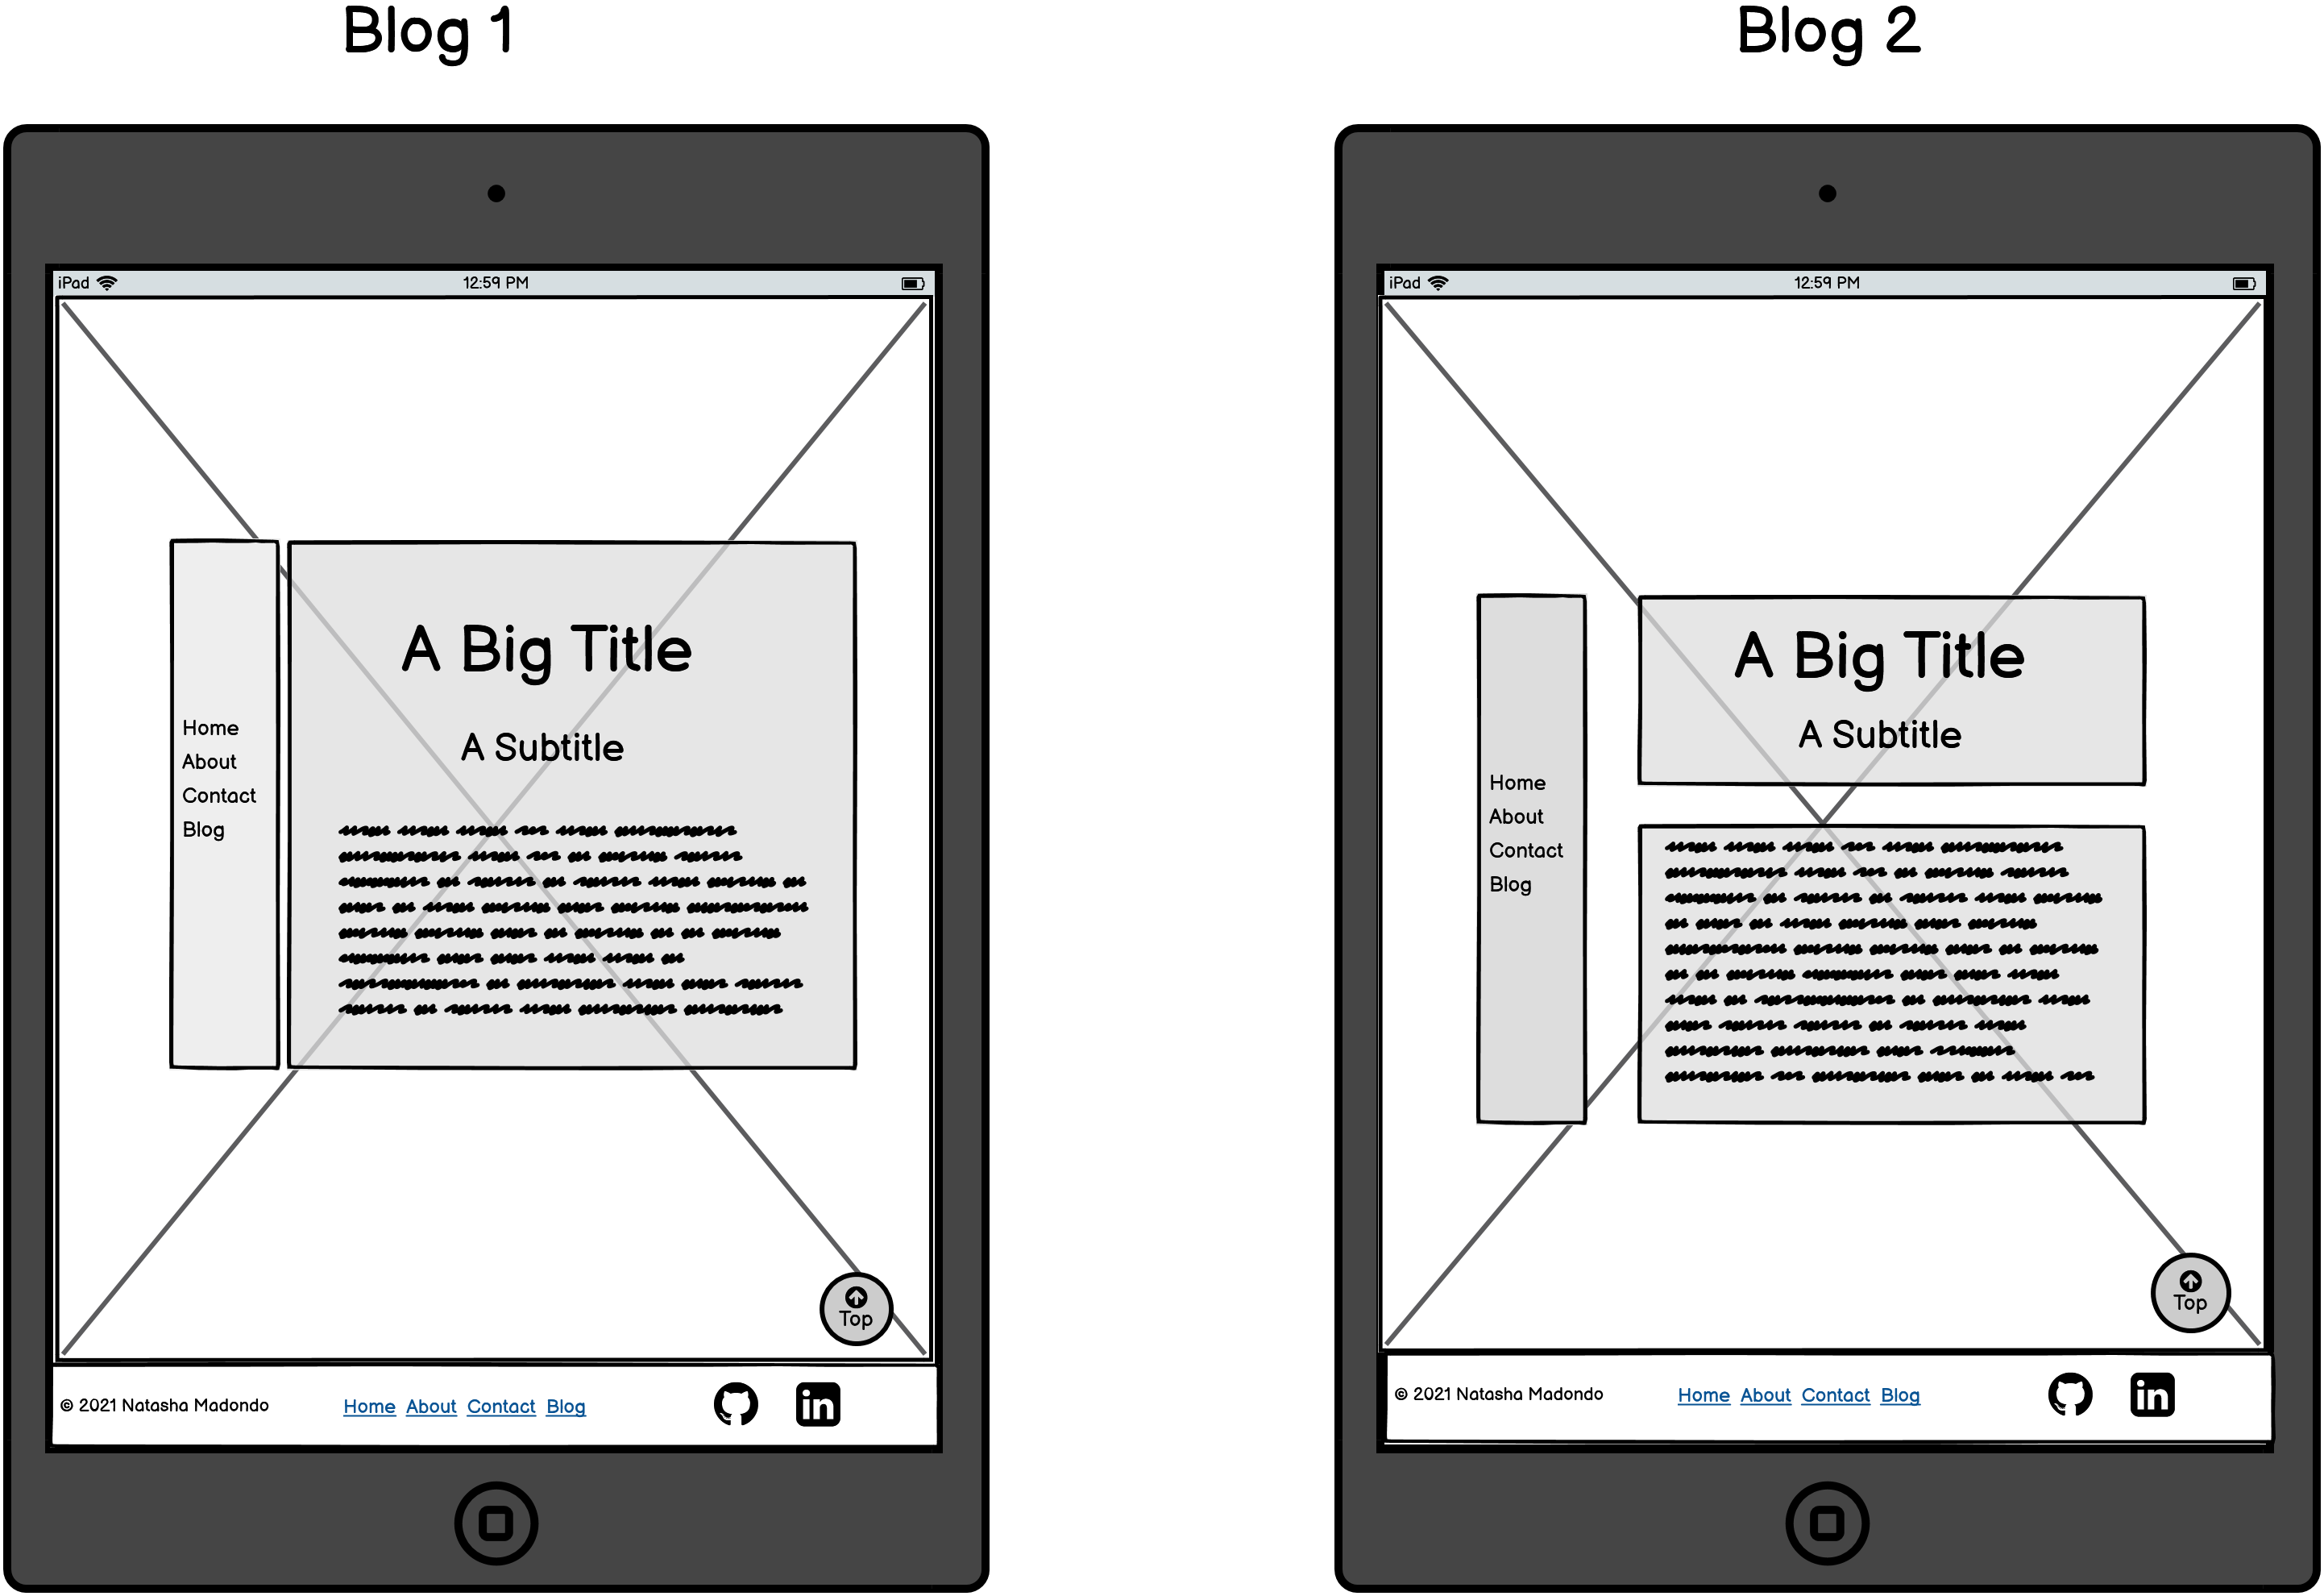 Blog 1
iPad 12:59 PM
Home
About
Contact
Blog
A Big Title
A Subtitle
Top
© 2021 Natasha Madondo Home About Contact Blog in
Blog 2
iPad 12:59 PM
Home
About
Contact
Blog
A Big Title
A Subtitle
Top
© 2021 Natasha Madondo Home About Contact Blog in